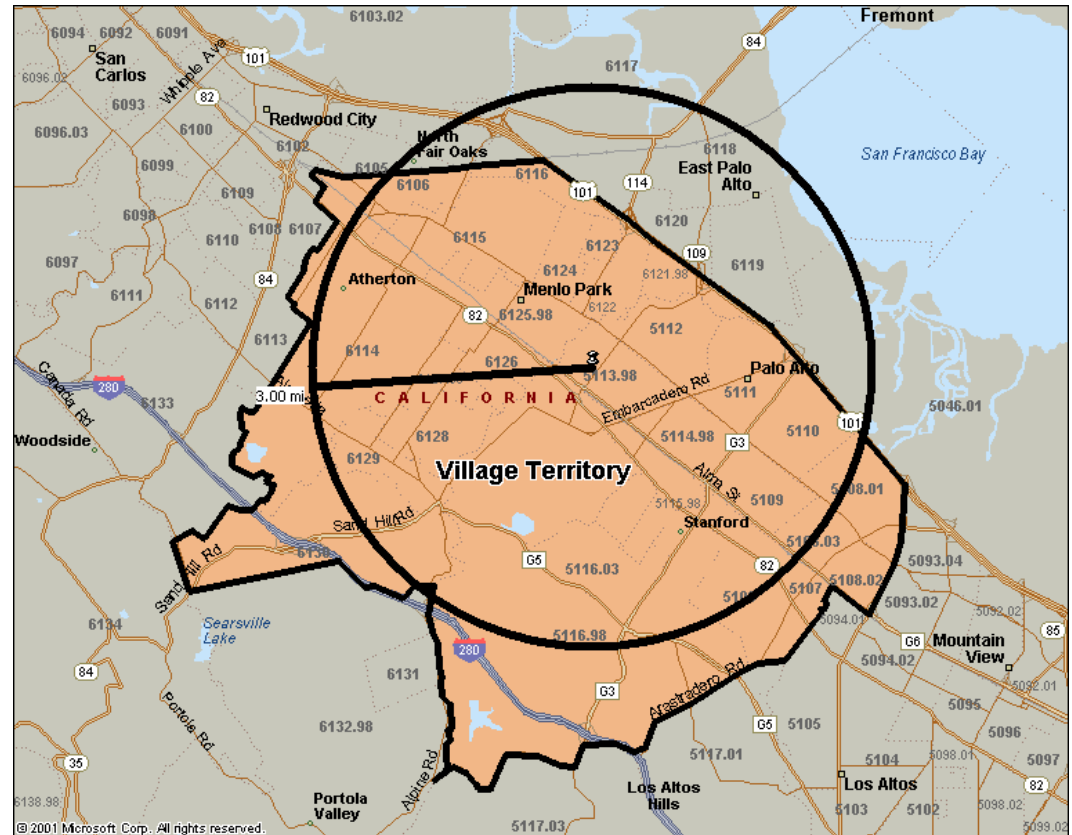 6103.02
Fremont
6094
6092
6091
84
San
Carlos
101
Whipple Ave
6117
6096.02
6093
82
Redwood City
6096.03
6100
North
Fair Oaks
6102
6118
6099
6105
6106
6116
East Palo
Alto
San Francisco Bay
101
114
6109
6098
6108
6107
6120
6110
6115
6123
109
6097
6124
6121.98
6119
84
Atherton
Menlo Park
6111
6112
6122
82
6125.98
5112
6113
6114
6126
Palo Alto
280
5113.98
3.00 mi
CALIFORNIA
Embarcadero Rd
5111
Canada Rd
6133
5046.01
101
5110
Woodside
6128
5114.98
G3
6129
Village Territory
Alma St
5109
5108.01
5115.98
Sand Hill Rd
Stanford
6130
5093.04
G5
82
Sand Hill Rd
5116.03
5107
5108.02
5093.02
5092.02
6134
Searsville
Lake
5094.01
85
5116.98
G6
Mountain
View
280
5094.02
84
6131
5092.01
Arastradero Rd
G3
Portola Rd
5095
6132.98
G5
5105
5096
5117.01
35
5104
5098.01
5097
Alpine Rd
Los Altos
82
Los Altos
Hills
6138.98
Portola
Valley
5103
5102
5098.02
5117.03
5099.02
© 2001 Microsoft Corp. All rights reserved.